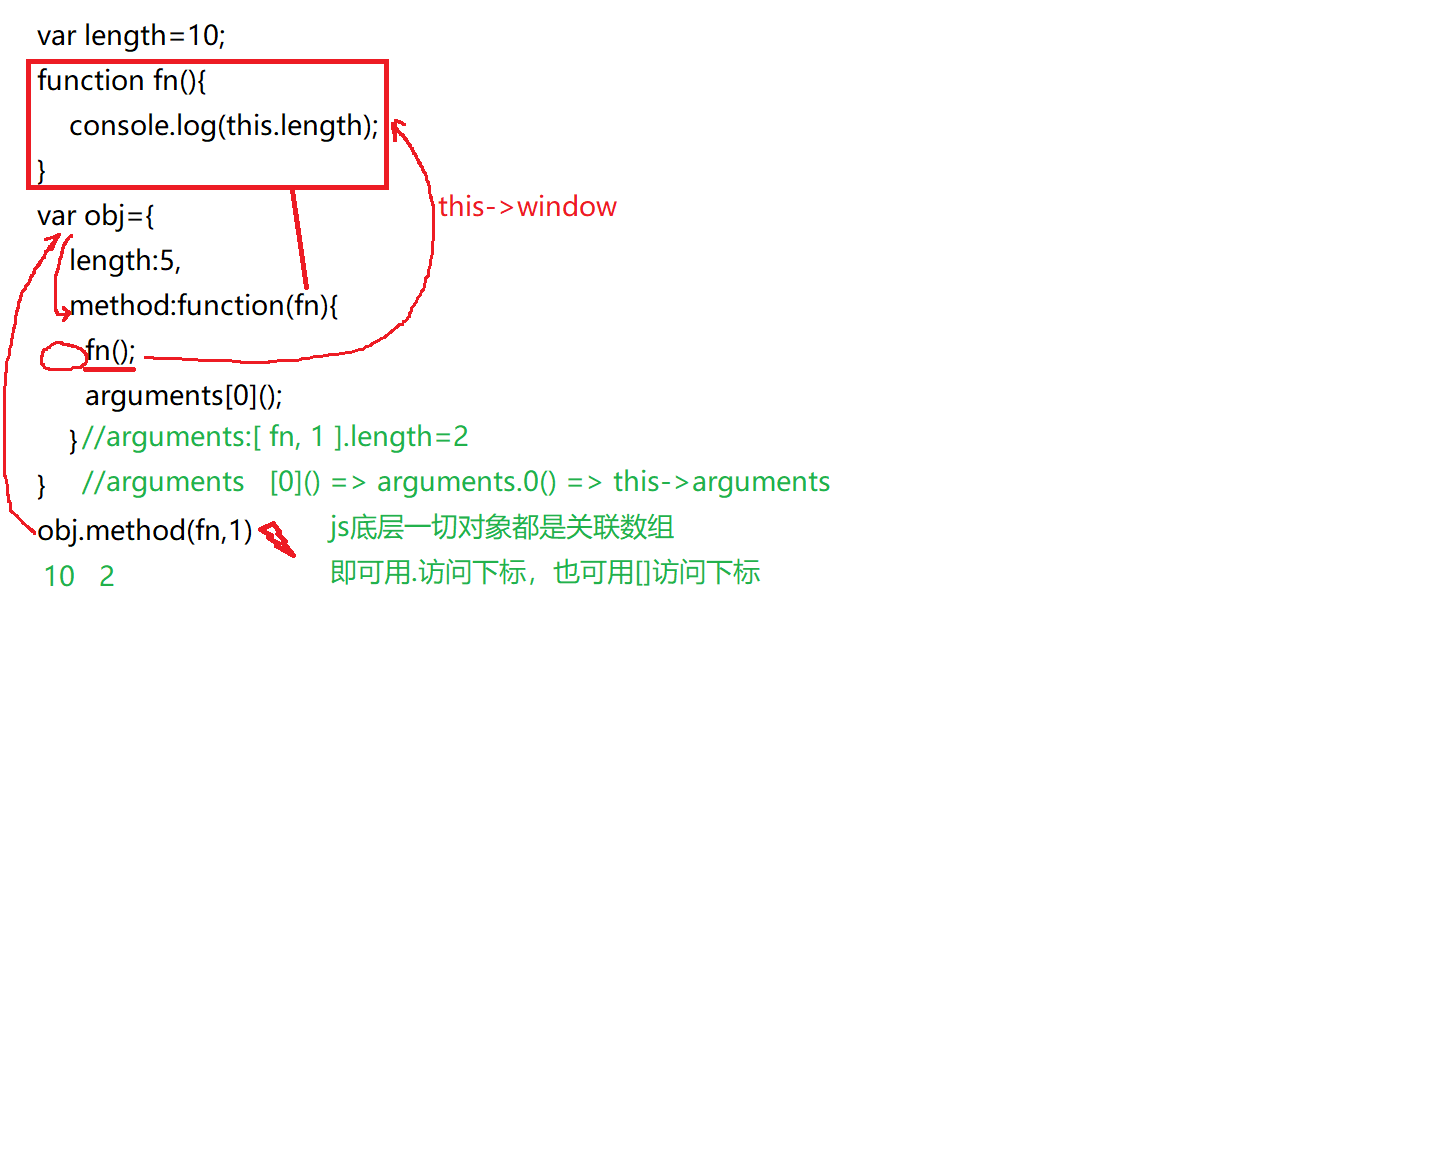 var length=10;
function fn(){
console.log(this.length);
}
this->window
var obj={
length:5,
method:function(fn){
fn();
arguments[0]();
}//arguments:[ fn, 1 ].length=2
} //arguments [0]() => arguments.0() => this->arguments
obj.method(fn,1) js底层一切对象都是关联数组
10 2 即可用.访问下标，也可用[]访问下标